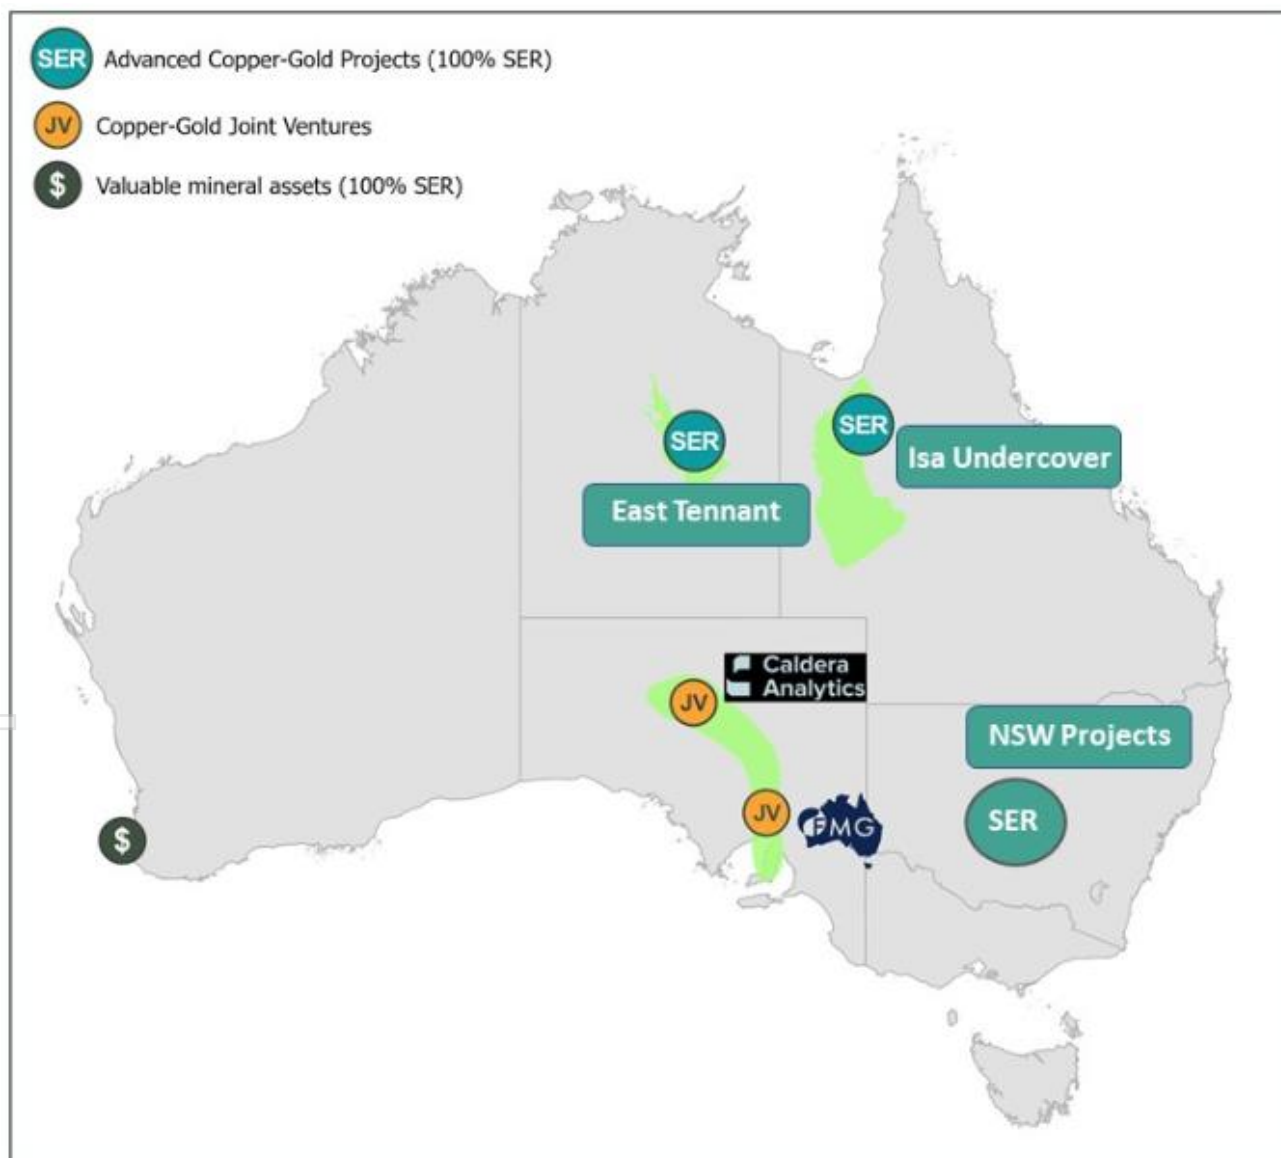 SER Advanced Copper-Gold Projects (100% SER)
JV Copper-Gold Joint Ventures
$ Valuable mineral assets (100% SER)
SER
SER
Isa Undercover
East Tennant
Caldera
Analytics
JV
NSW Projects
JV
FMG
SER
$